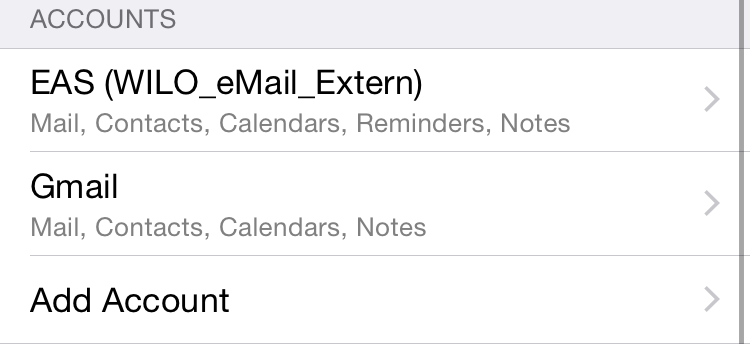 ACCOUNTS
EAS (WILO_eMail_Extern)
Mail, Contacts, Calendars, Reminders, Notes
Gmail
Mail, Contacts, Calendars, Notes
Add Account